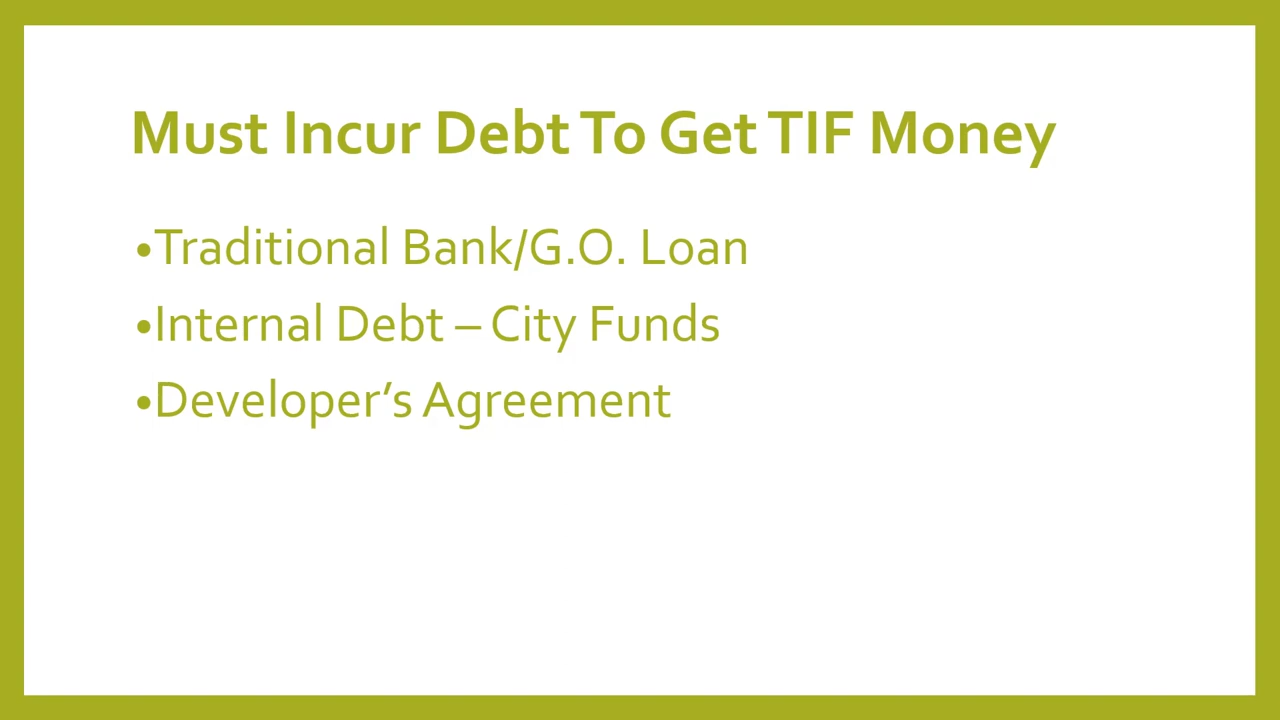 Must Incur Debt To Get TIF Money
•Traditional Bank/G.O. Loan
•Internal Debt – City Funds
•Developer’s Agreement